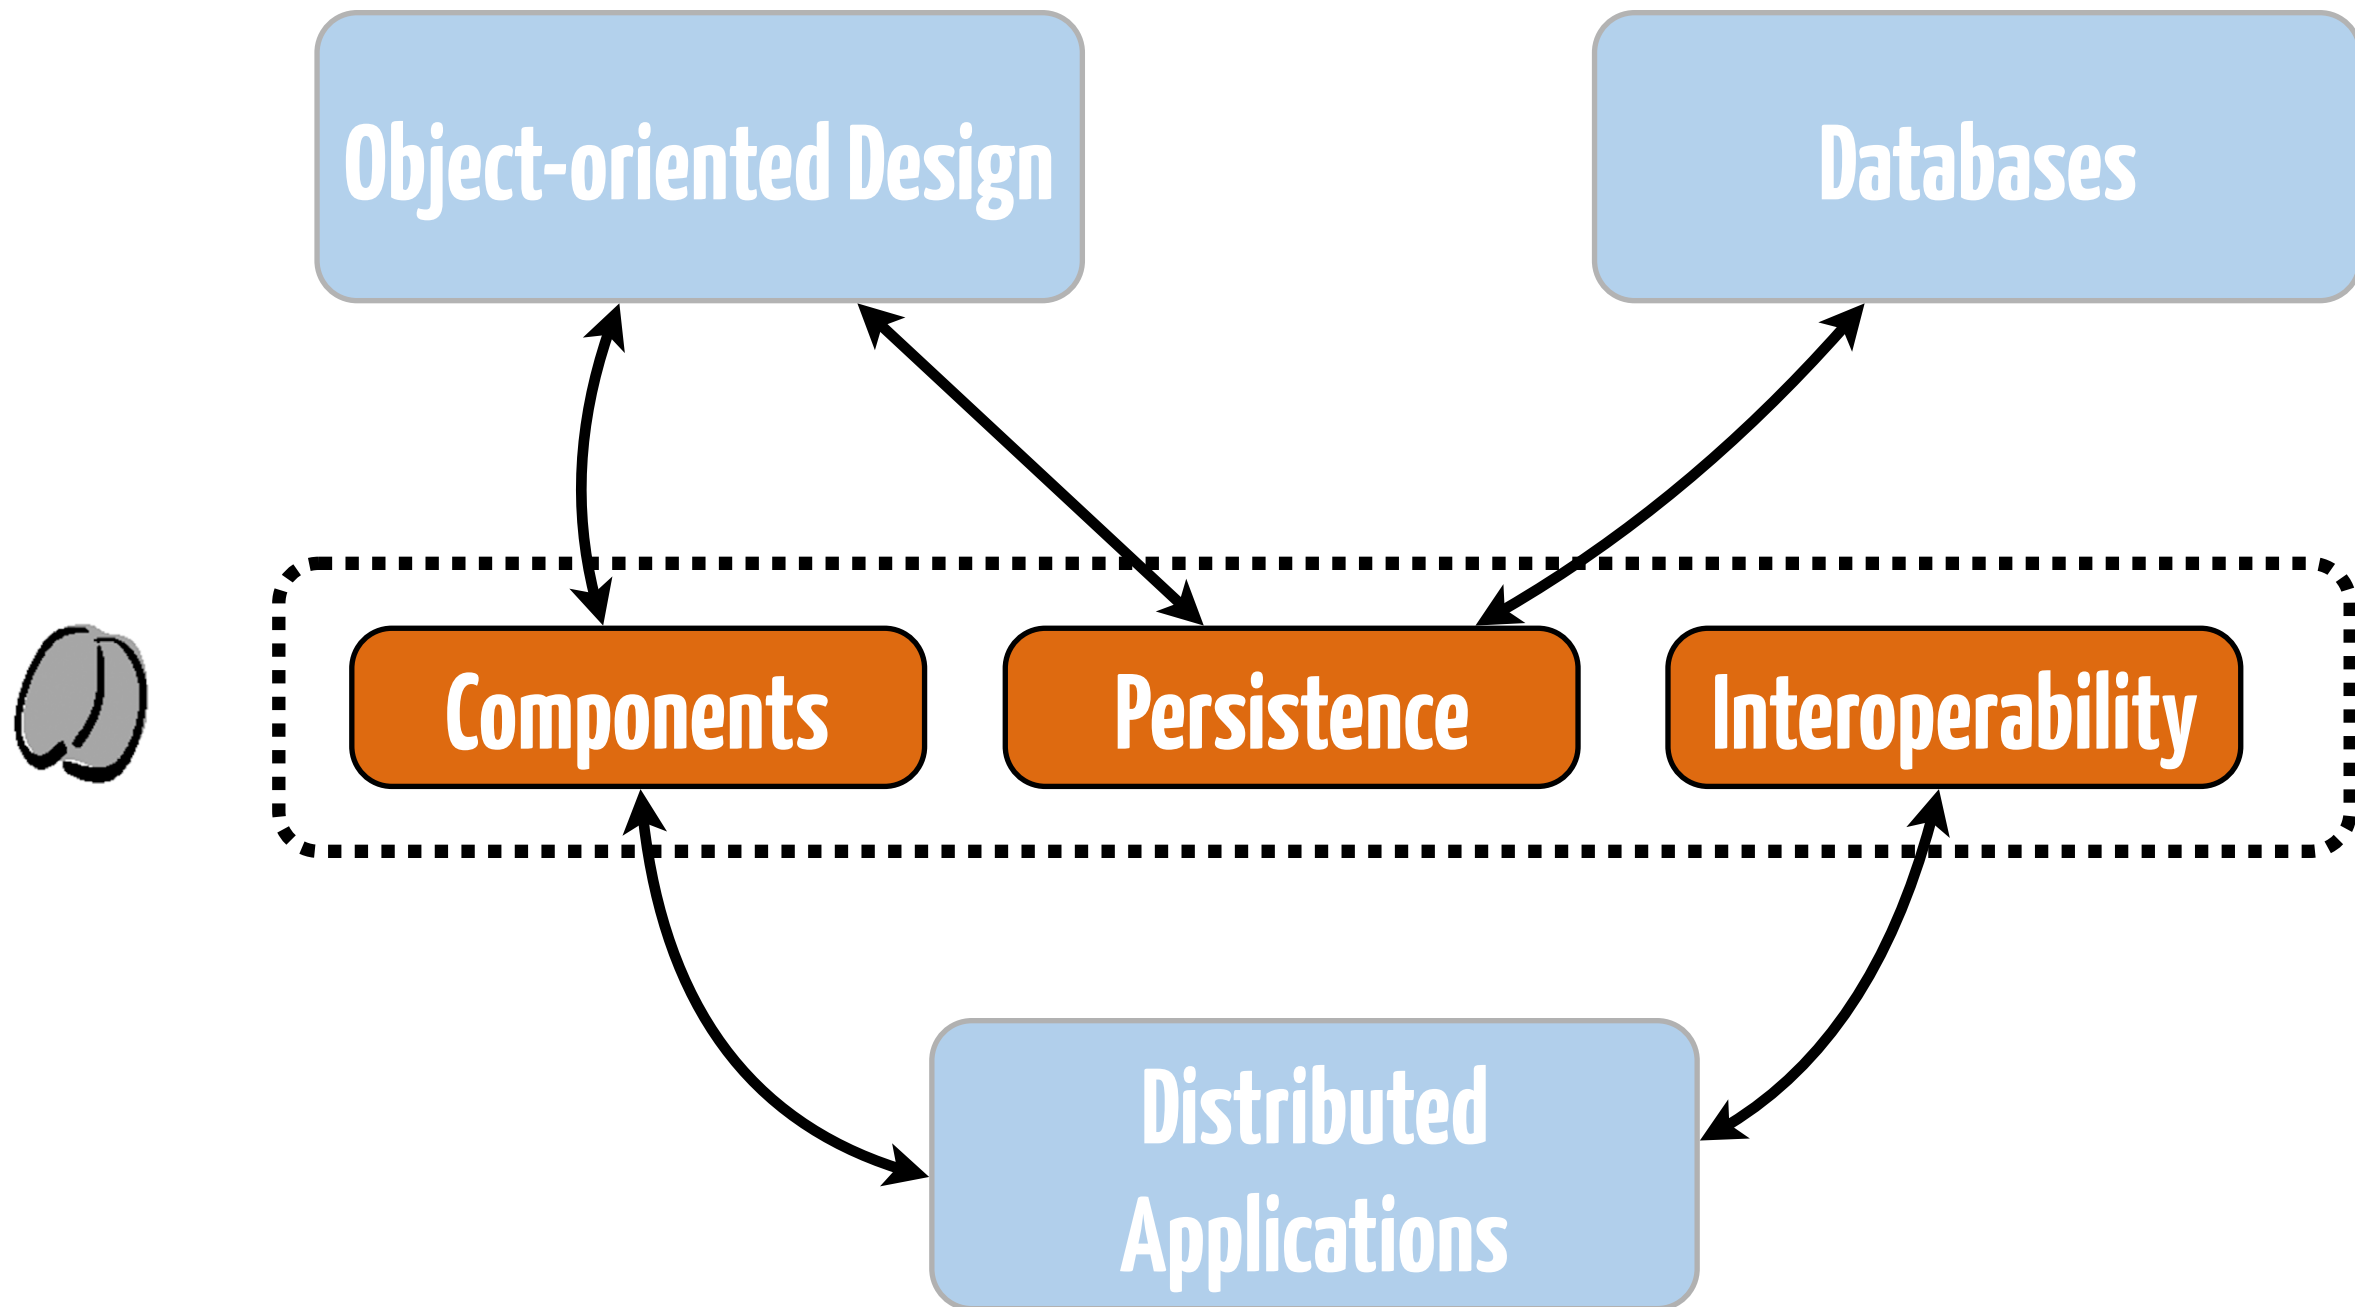 Object-oriented Design
Databases
Components
Persistence
Interoperability
Distributed
Applications